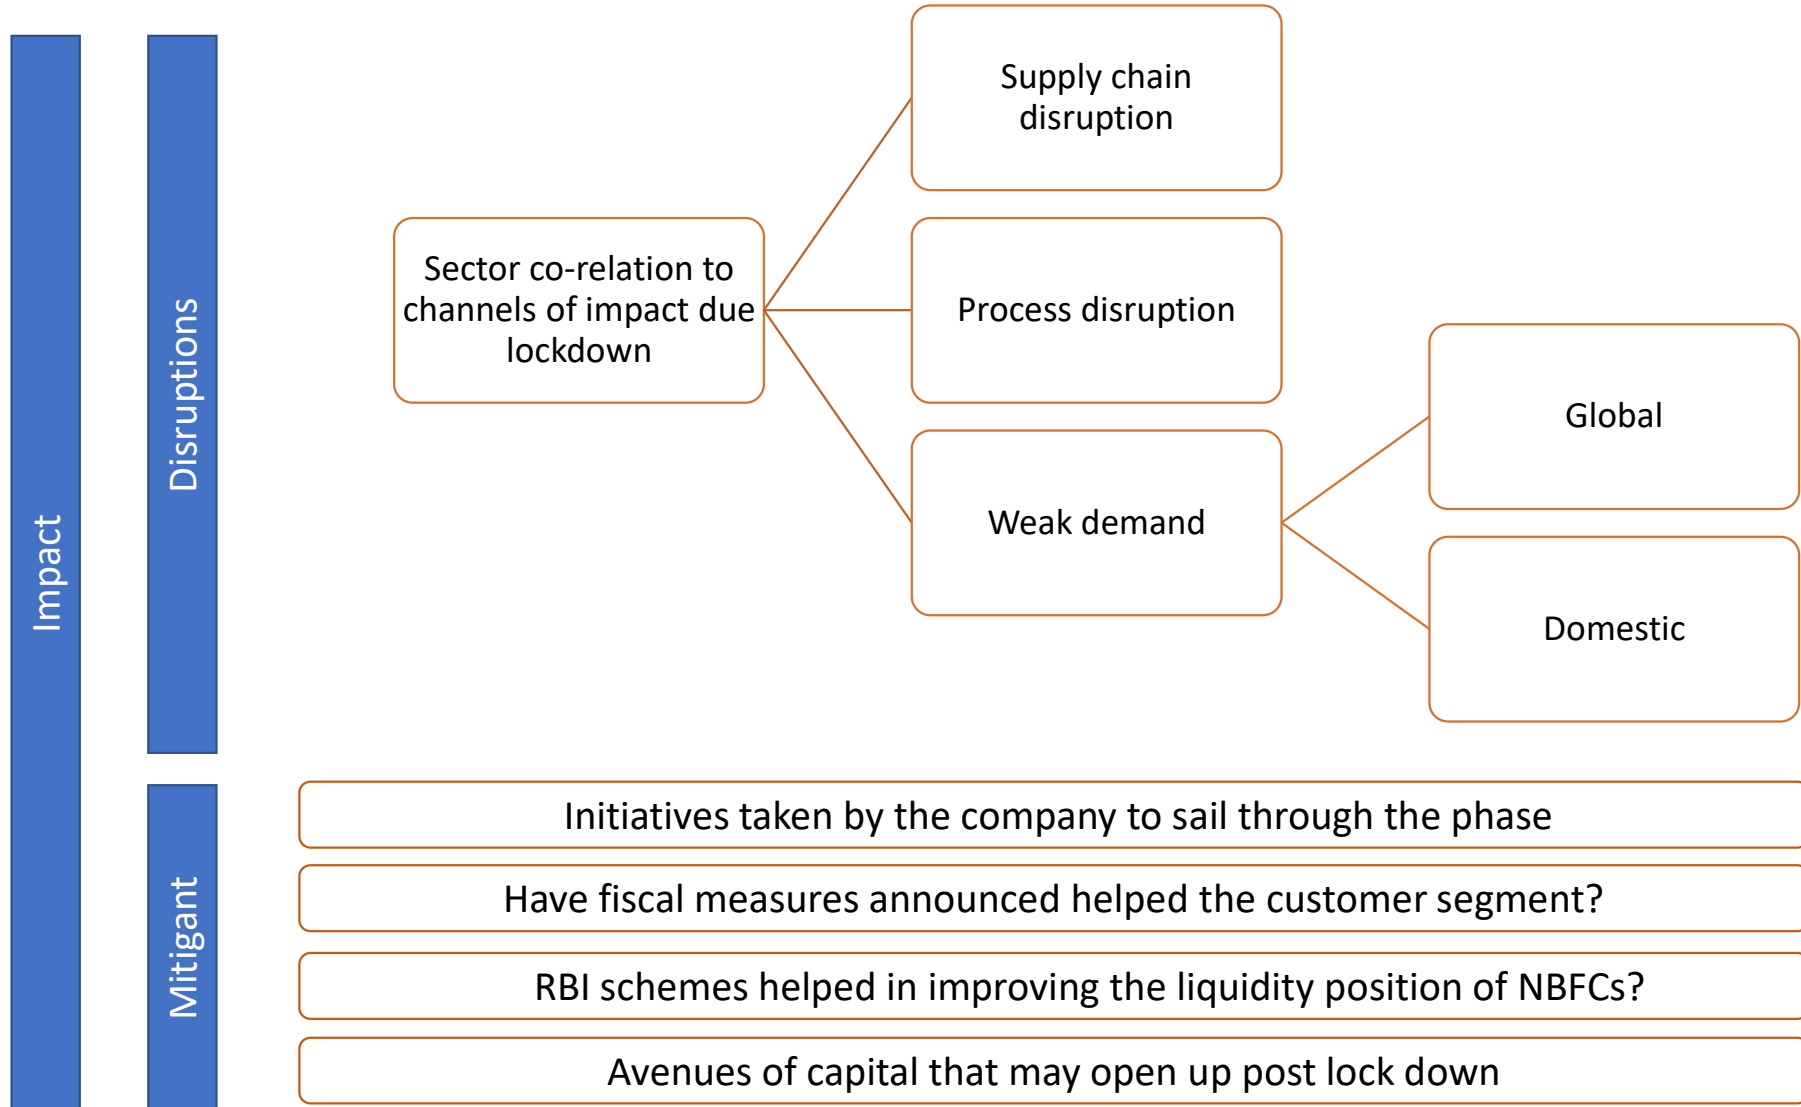 Impact
Disruptions
Sector co-relation to
channels of impact due
lockdown
Supply chain
disruption
Process disruption
Weak demand
Global
Domestic
Mitigant
Initiatives taken by the company to sail through the phase
Have fiscal measures announced helped the customer segment?
RBI schemes helped in improving the liquidity position of NBFCs?
Avenues of capital that may open up post lock down